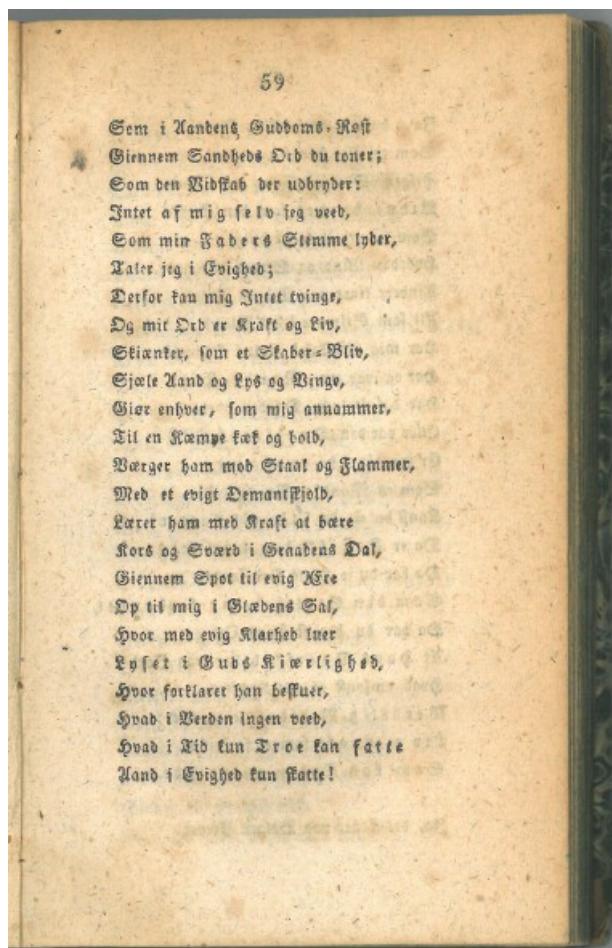 59
Som i Aandens Guddoms-Røst
Giennem Sandheds Ord du toner;
Som den Vidskab der udbryder:
Intet af mig selv jeg veed,
Som min Faders Stemme lyder,
Taler jeg i Evighed;
Derfor kan mig Intet tvinge,
Og mit Ord er Kraft og Liv,
Skiænker, som et Skaber-Bliv,
Sjæle Aand og Lys og Vinge,
Giør enhver, som mig annammer,
Til en Kæmpe kæk og bold,
Værger ham mod Staal og Flammer,
Med et evigt Demantskjold,
Lærer ham med Kraft at bære
Kors og Sværd i Graadens Dal,
Giennem Spot til evig Ære
Op til mig i Glædens Sal,
Hvor med evig Klarhed luer
Lyset i Guds Kiærlighed,
Hvor forklaret han beskuer,
Hvad i Verden ingen veed,
Hvad i Tid kun Troe kan fatte
Aand i Evighed kun skatte!